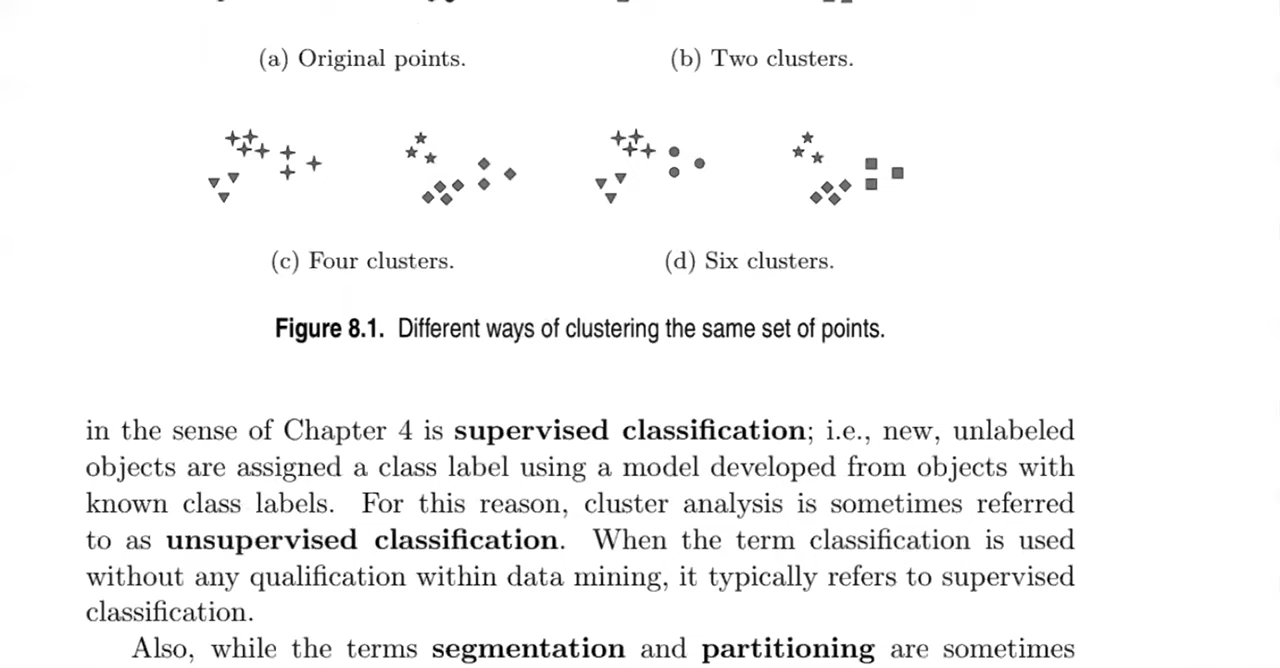 (a) Original points.
(b) Two clusters.
(c) Four clusters.
(d) Six clusters.
Figure 8.1. Different ways of clustering the same set of points.
in the sense of Chapter 4 is supervised classification; i.e., new, unlabeled
objects are assigned a class label using a model developed from objects with
known class labels. For this reason, cluster analysis is sometimes referred
to as unsupervised classification. When the term classification is used
without any qualification within data mining, it typically refers to supervised
classification.
Also, while the terms segmentation and partitioning are sometimes